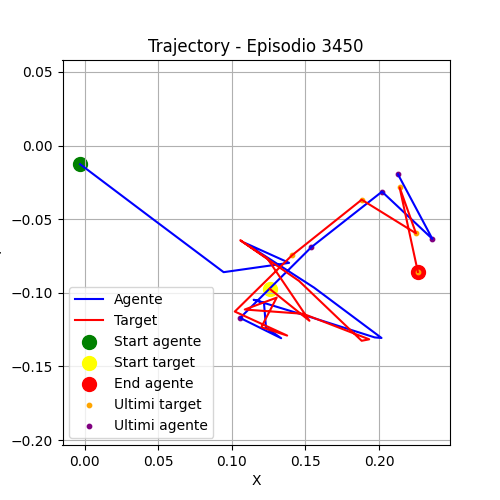 Trajectory - Episodio 3450
0.05
0.00
−0.05
−0.10
−0.15
−0.20
Agente
Target
Start agente
Start target
End agente
Ultimi target
Ultimi agente
0.00 0.05 0.10 0.15 0.20
X